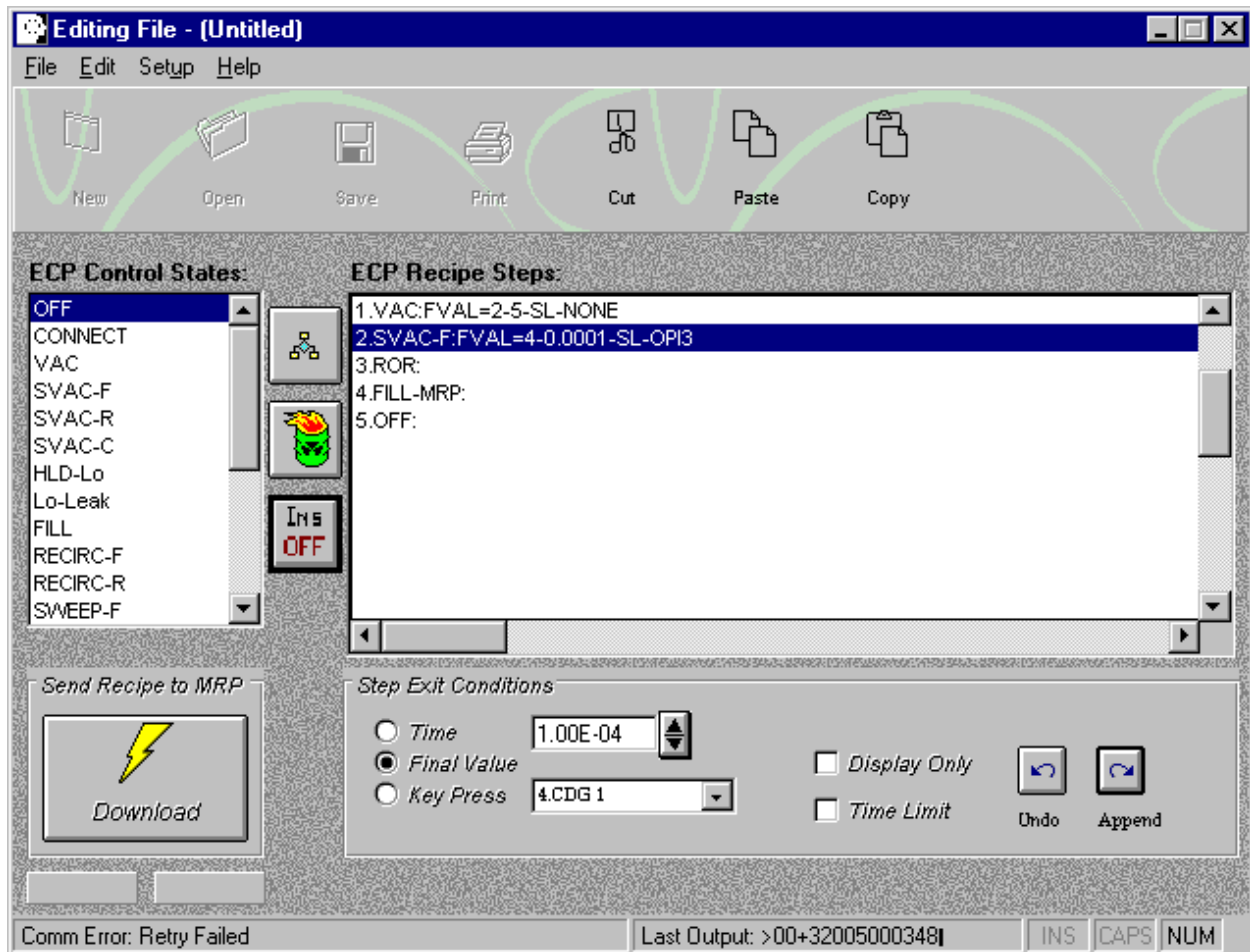 Editing File - (Untitled)
File Edit Setup Help
New Open Save Print Cut Paste Copy
ECP Control States:
OFF
CONNECT
VAC
SVAC-F
SVAC-R
SVAC-C
HLD-Lo
Lo-Leak
FILL
RECIRC-F
RECIRC-R
SWEEP-F
Ins
OFF
ECP Recipe Steps:
1.VAC:FVAL=2-5-SL-NONE
2.SVAC-F:FVAL=4-0.0001-SL-OPI3
3.ROR:
4.FILL-MRP:
5.OFF:
Send Recipe to MRP
Download
Step Exit Conditions
Time
1.00E-04
Final Value
Key Press
4.CDG 1
Display Only
Time Limit
Undo
Append
Comm Error: Retry Failed
Last Output: >00+32005000348
INS CAPS NUM